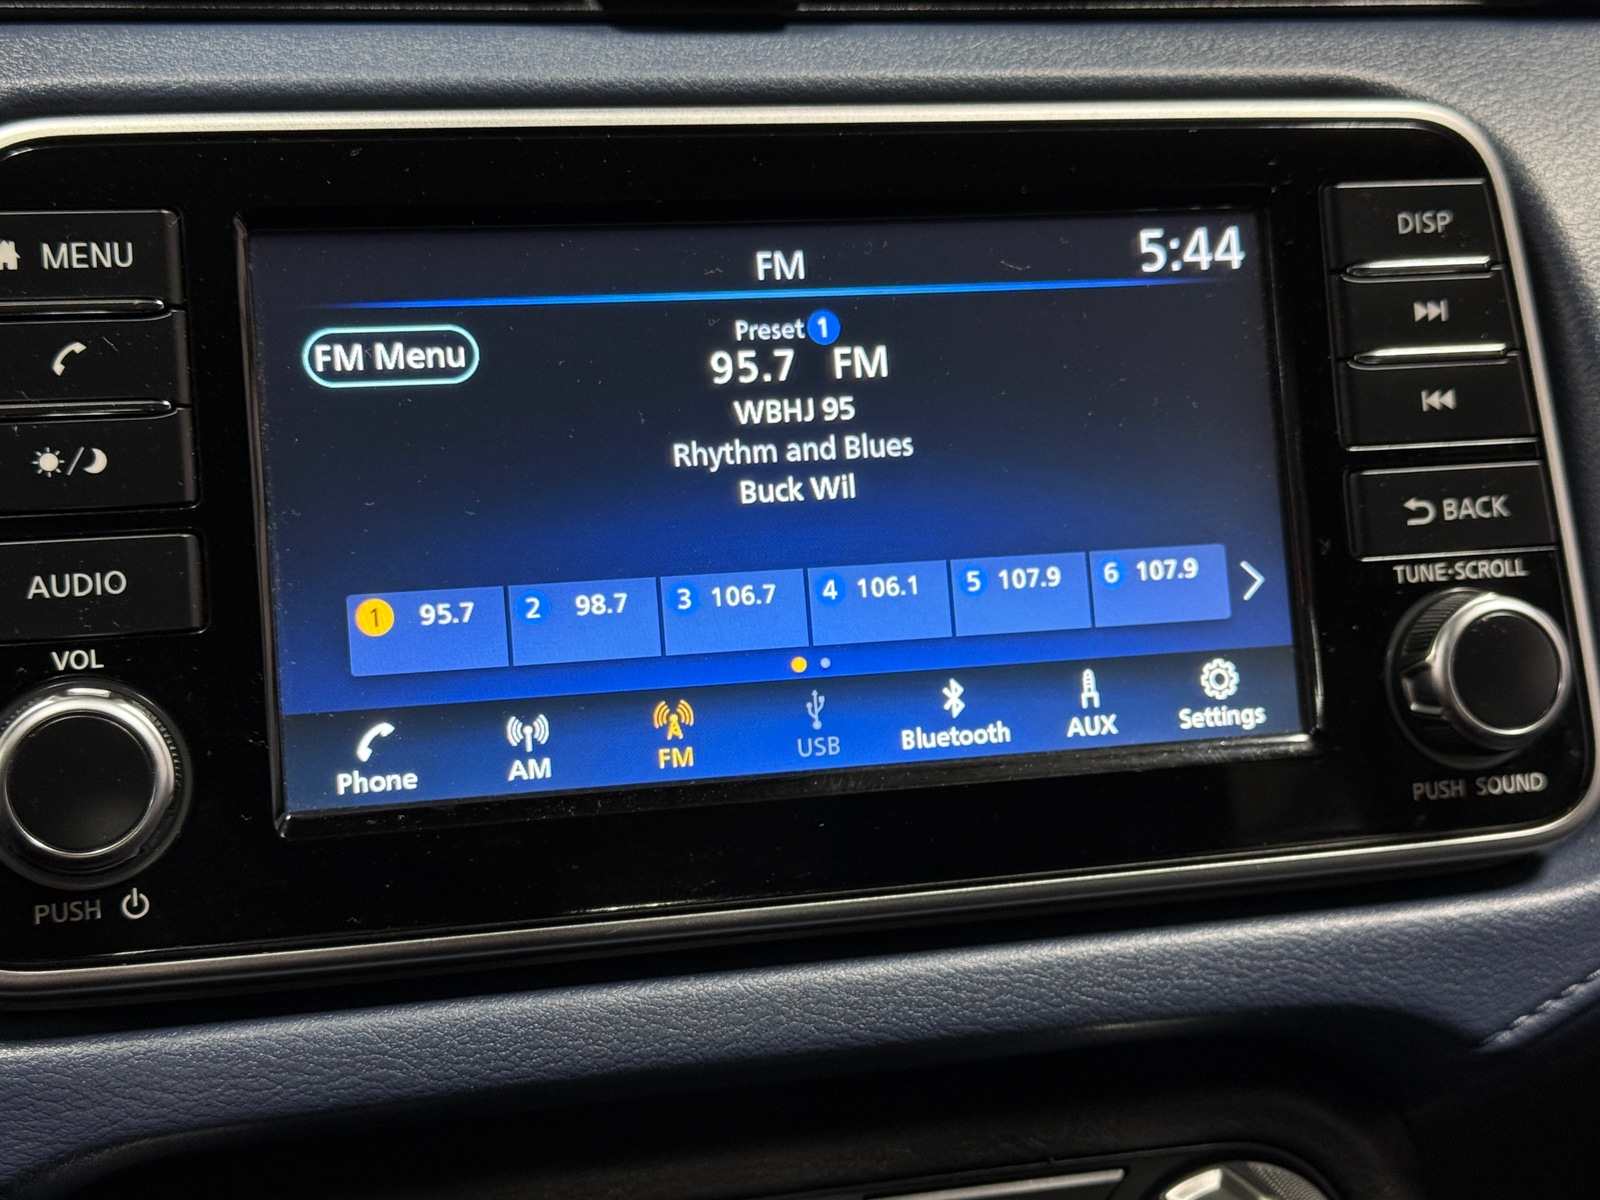 MENU
AUDIO
VOL
PUSH
FM
5:44
FM Menu
Preset 1
95.7 FM
WBHJ 95
Rhythm and Blues
Buck Wil
1 95.7 2 98.7 3 106.7 4 106.1 5 107.9 6 107.9
Phone AM FM USB Bluetooth AUX Settings
DISP
BACK
TUNE·SCROLL
PUSH SOUND